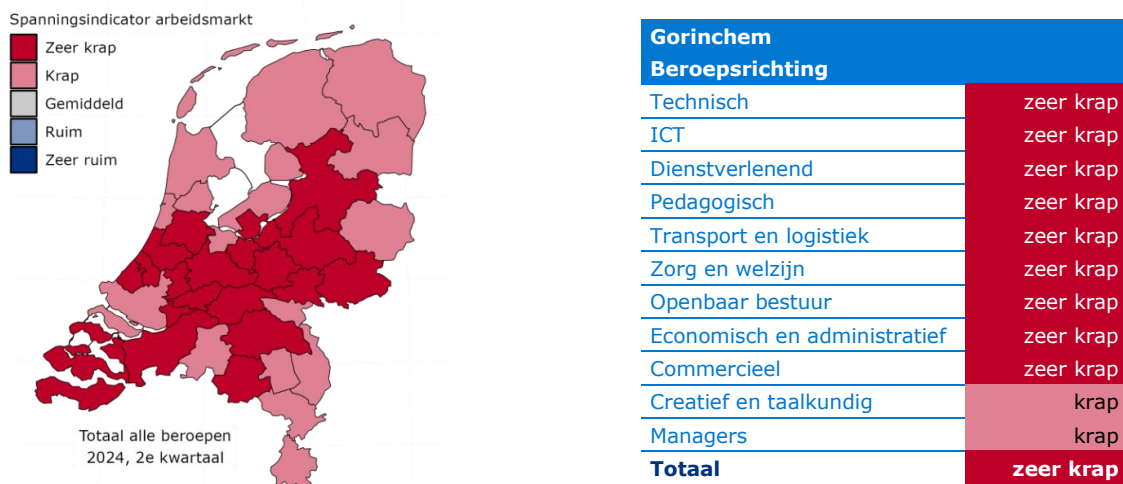 Spanningsindicator arbeidsmarkt
Zeer krap
Krap
Gemiddeld
Ruim
Zeer ruim
Totaal alle beroepen
2024, 2e kwartaal
Gorinchem
Beroepsrichting
Technisch zeer krap
ICT zeer krap
Dienstverlenend zeer krap
Pedagogisch zeer krap
Transport en logistiek zeer krap
Zorg en welzijn zeer krap
Openbaar bestuur zeer krap
Economisch en administratief zeer krap
Commercieel zeer krap
Creatief en taalkundig krap
Managers krap
Totaal zeer krap